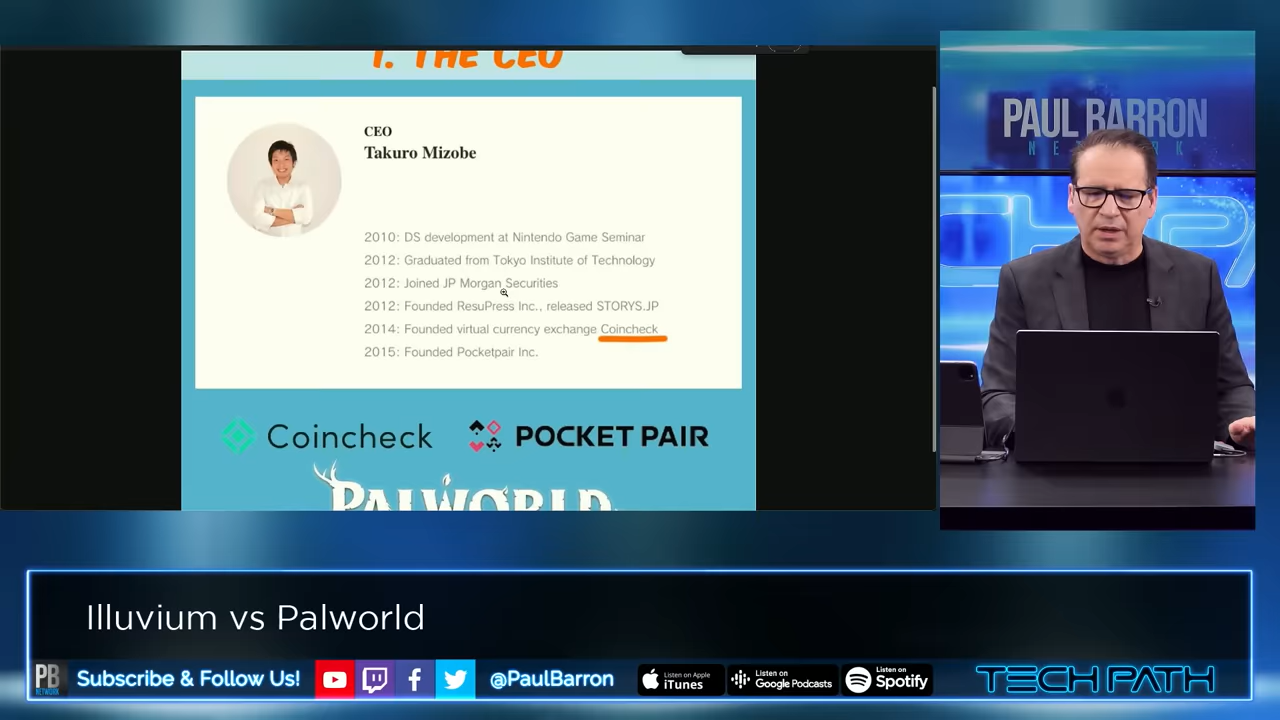 1. THE CEO
CEO
Takuro Mizobe
2010: DS development at Nintendo Game Seminar
2012: Graduated from Tokyo Institute of Technology
2012: Joined JP Morgan Securities
2012: Founded ResuPress Inc., released STORYS.JP
2014: Founded virtual currency exchange Coincheck
2015: Founded Pocketpair Inc.
Coincheck
POCKET PAIR
PALWORLD
PAUL BARRON
NETWORK
Illuvium vs Palworld
PB
NETWORK
Subscribe & Follow Us!
@PaulBarron
Listen on Apple
iTunes
Listen on
Google Podcasts
Listen on
Spotify
TECH PATH